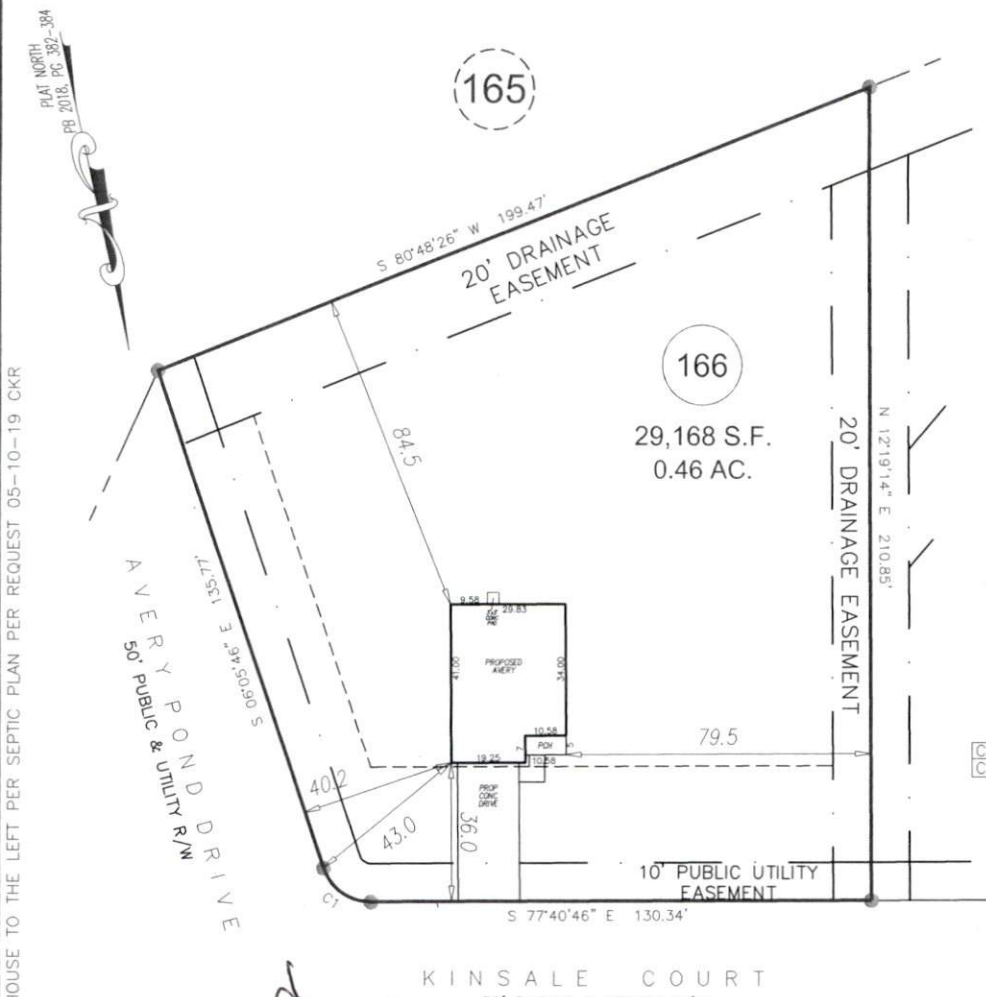 PLAT NORTH
PB 2018, PG 382-384
165
S 80°48'26" W 199.47'
20' DRAINAGE
EASEMENT
166
29,168 S.F.
0.46 AC.
84.5
20' DRAINAGE EASEMENT
N 12°19'14" E 210.85'
HOUSE TO THE LEFT PER SEPTIC PLAN PER REQUEST 05-10-19 CKR
S 06°05'46" E 135.77'
AVERY POND DRIVE
50' PUBLIC & UTILITY R/W
9.58
29.83
41.00
PROPOSED
AVERY
34.00
10.58
PCH
7
5
19.25
10.58
79.5
PROP
CONC
DRIVE
40.2
43.0
36.0
10' PUBLIC UTILITY
EASEMENT
C1
S 77°40'46" E 130.34'
KINSALE COURT
C
C